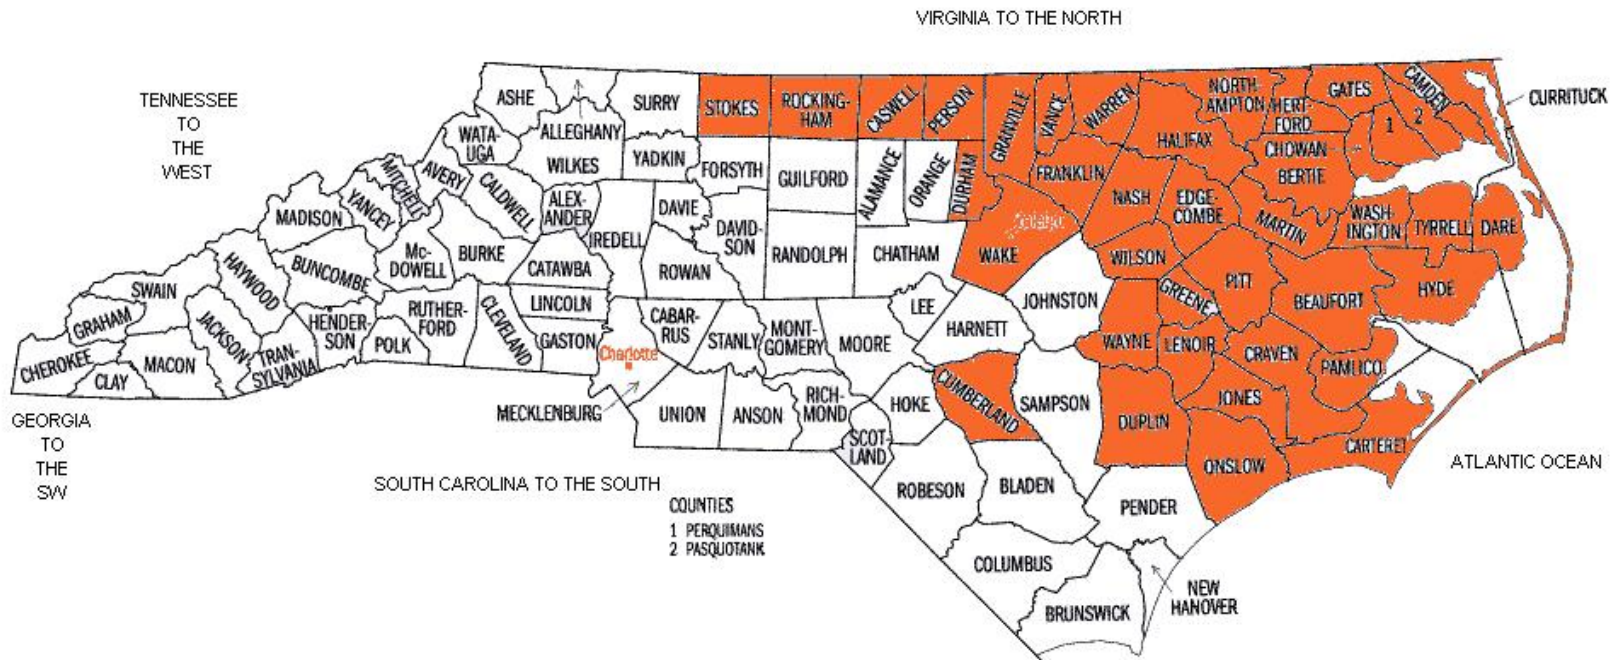 VIRGINIA TO THE NORTH
TENNESSEE
TO
THE
WEST
ASHE
ALLEGHANY
SURRY
STOKES
ROCKING-
HAM
CASWELL
PERSON
GRANVILLE
VANCE
WARREN
NORTH
AMPTON
HERT-
FORD
GATES
CAMDEN
CURRITUCK
1
2
WATA-
UGA
WILKES
YADKIN
FORSYTH
GUILFORD
ALAMANCE
ORANGE
DURHAM
FRANKLIN
HALIFAX
CHOWAN
BERTIE
MITCHELL
AVERY
CALDWELL
ALEX-
ANDER
DAVIE
DAVID-
SON
NASH
EDGE-
COMBE
MARTIN
WASH-
INGTON
TYRRELL
DARE
MADISON
YANCEY
Mc-
DOWELL
BURKE
IREDELL
CATAWBA
ROWAN
RANDOLPH
CHATHAM
WAKE
Raleigh
WILSON
PITT
BEAUFORT
HYDE
HAYWOOD
BUNCOMBE
SWAIN
GRAHAM
JACKSON
HENDER-
SON
RUTHER-
FORD
POLK
CLEVELAND
LINCOLN
GASTON
CABAR-
RUS
STANLY
MONT-
GOMERY
MOORE
LEE
HARNETT
JOHNSTON
GREENE
WAYNE
LENOIR
CRAVEN
PAMLICO
CHEROKEE
CLAY
MACON
TRAN-
SYLVANIA
Charlotte
MECKLENBURG
UNION
ANSON
RICH-
MOND
HOKE
CUMBERLAND
SAMPSON
DUPLIN
JONES
CARTERET
GEORGIA
TO
THE
SW
SCOT-
LAND
ROBESON
BLADEN
ONSLOW
ATLANTIC OCEAN
SOUTH CAROLINA TO THE SOUTH
PENDER
COUNTIES
1 PERQUIMANS
2 PASQUOTANK
COLUMBUS
BRUNSWICK
NEW
HANOVER